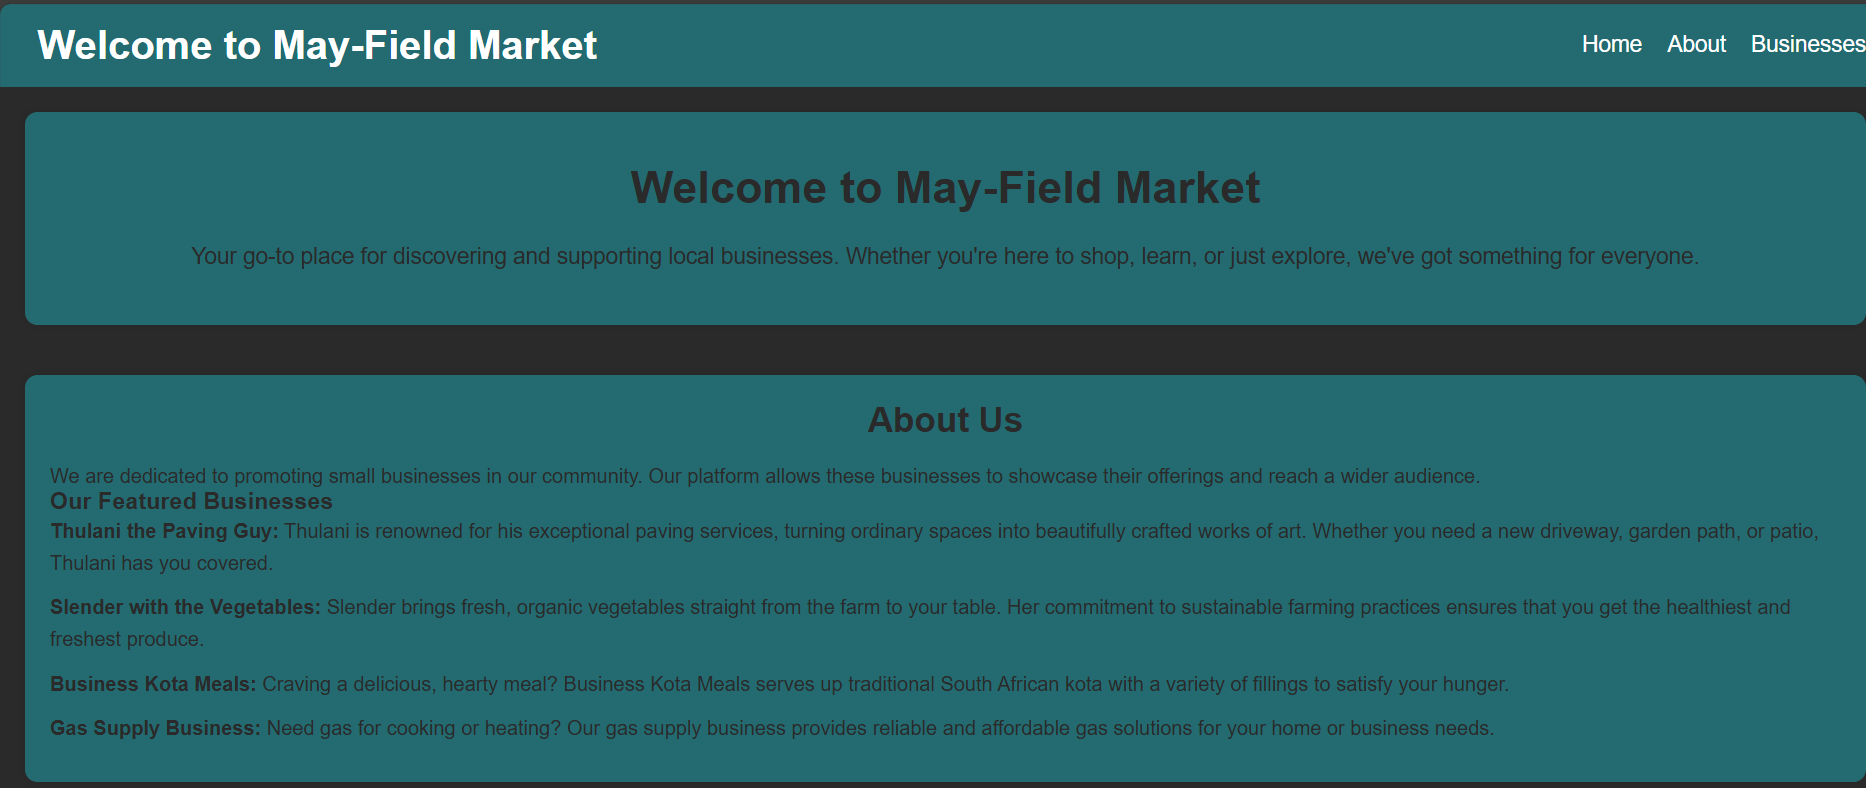 Welcome to May-Field Market
Home About Businesses
Welcome to May-Field Market
Your go-to place for discovering and supporting local businesses. Whether you're here to shop, learn, or just explore, we've got something for everyone.
About Us
We are dedicated to promoting small businesses in our community. Our platform allows these businesses to showcase their offerings and reach a wider audience.
Our Featured Businesses
Thulani the Paving Guy: Thulani is renowned for his exceptional paving services, turning ordinary spaces into beautifully crafted works of art. Whether you need a new driveway, garden path, or patio,
Thulani has you covered.
Slender with the Vegetables: Slender brings fresh, organic vegetables straight from the farm to your table. Her commitment to sustainable farming practices ensures that you get the healthiest and
freshest produce.
Business Kota Meals: Craving a delicious, hearty meal? Business Kota Meals serves up traditional South African kota with a variety of fillings to satisfy your hunger.
Gas Supply Business: Need gas for cooking or heating? Our gas supply business provides reliable and affordable gas solutions for your home or business needs.